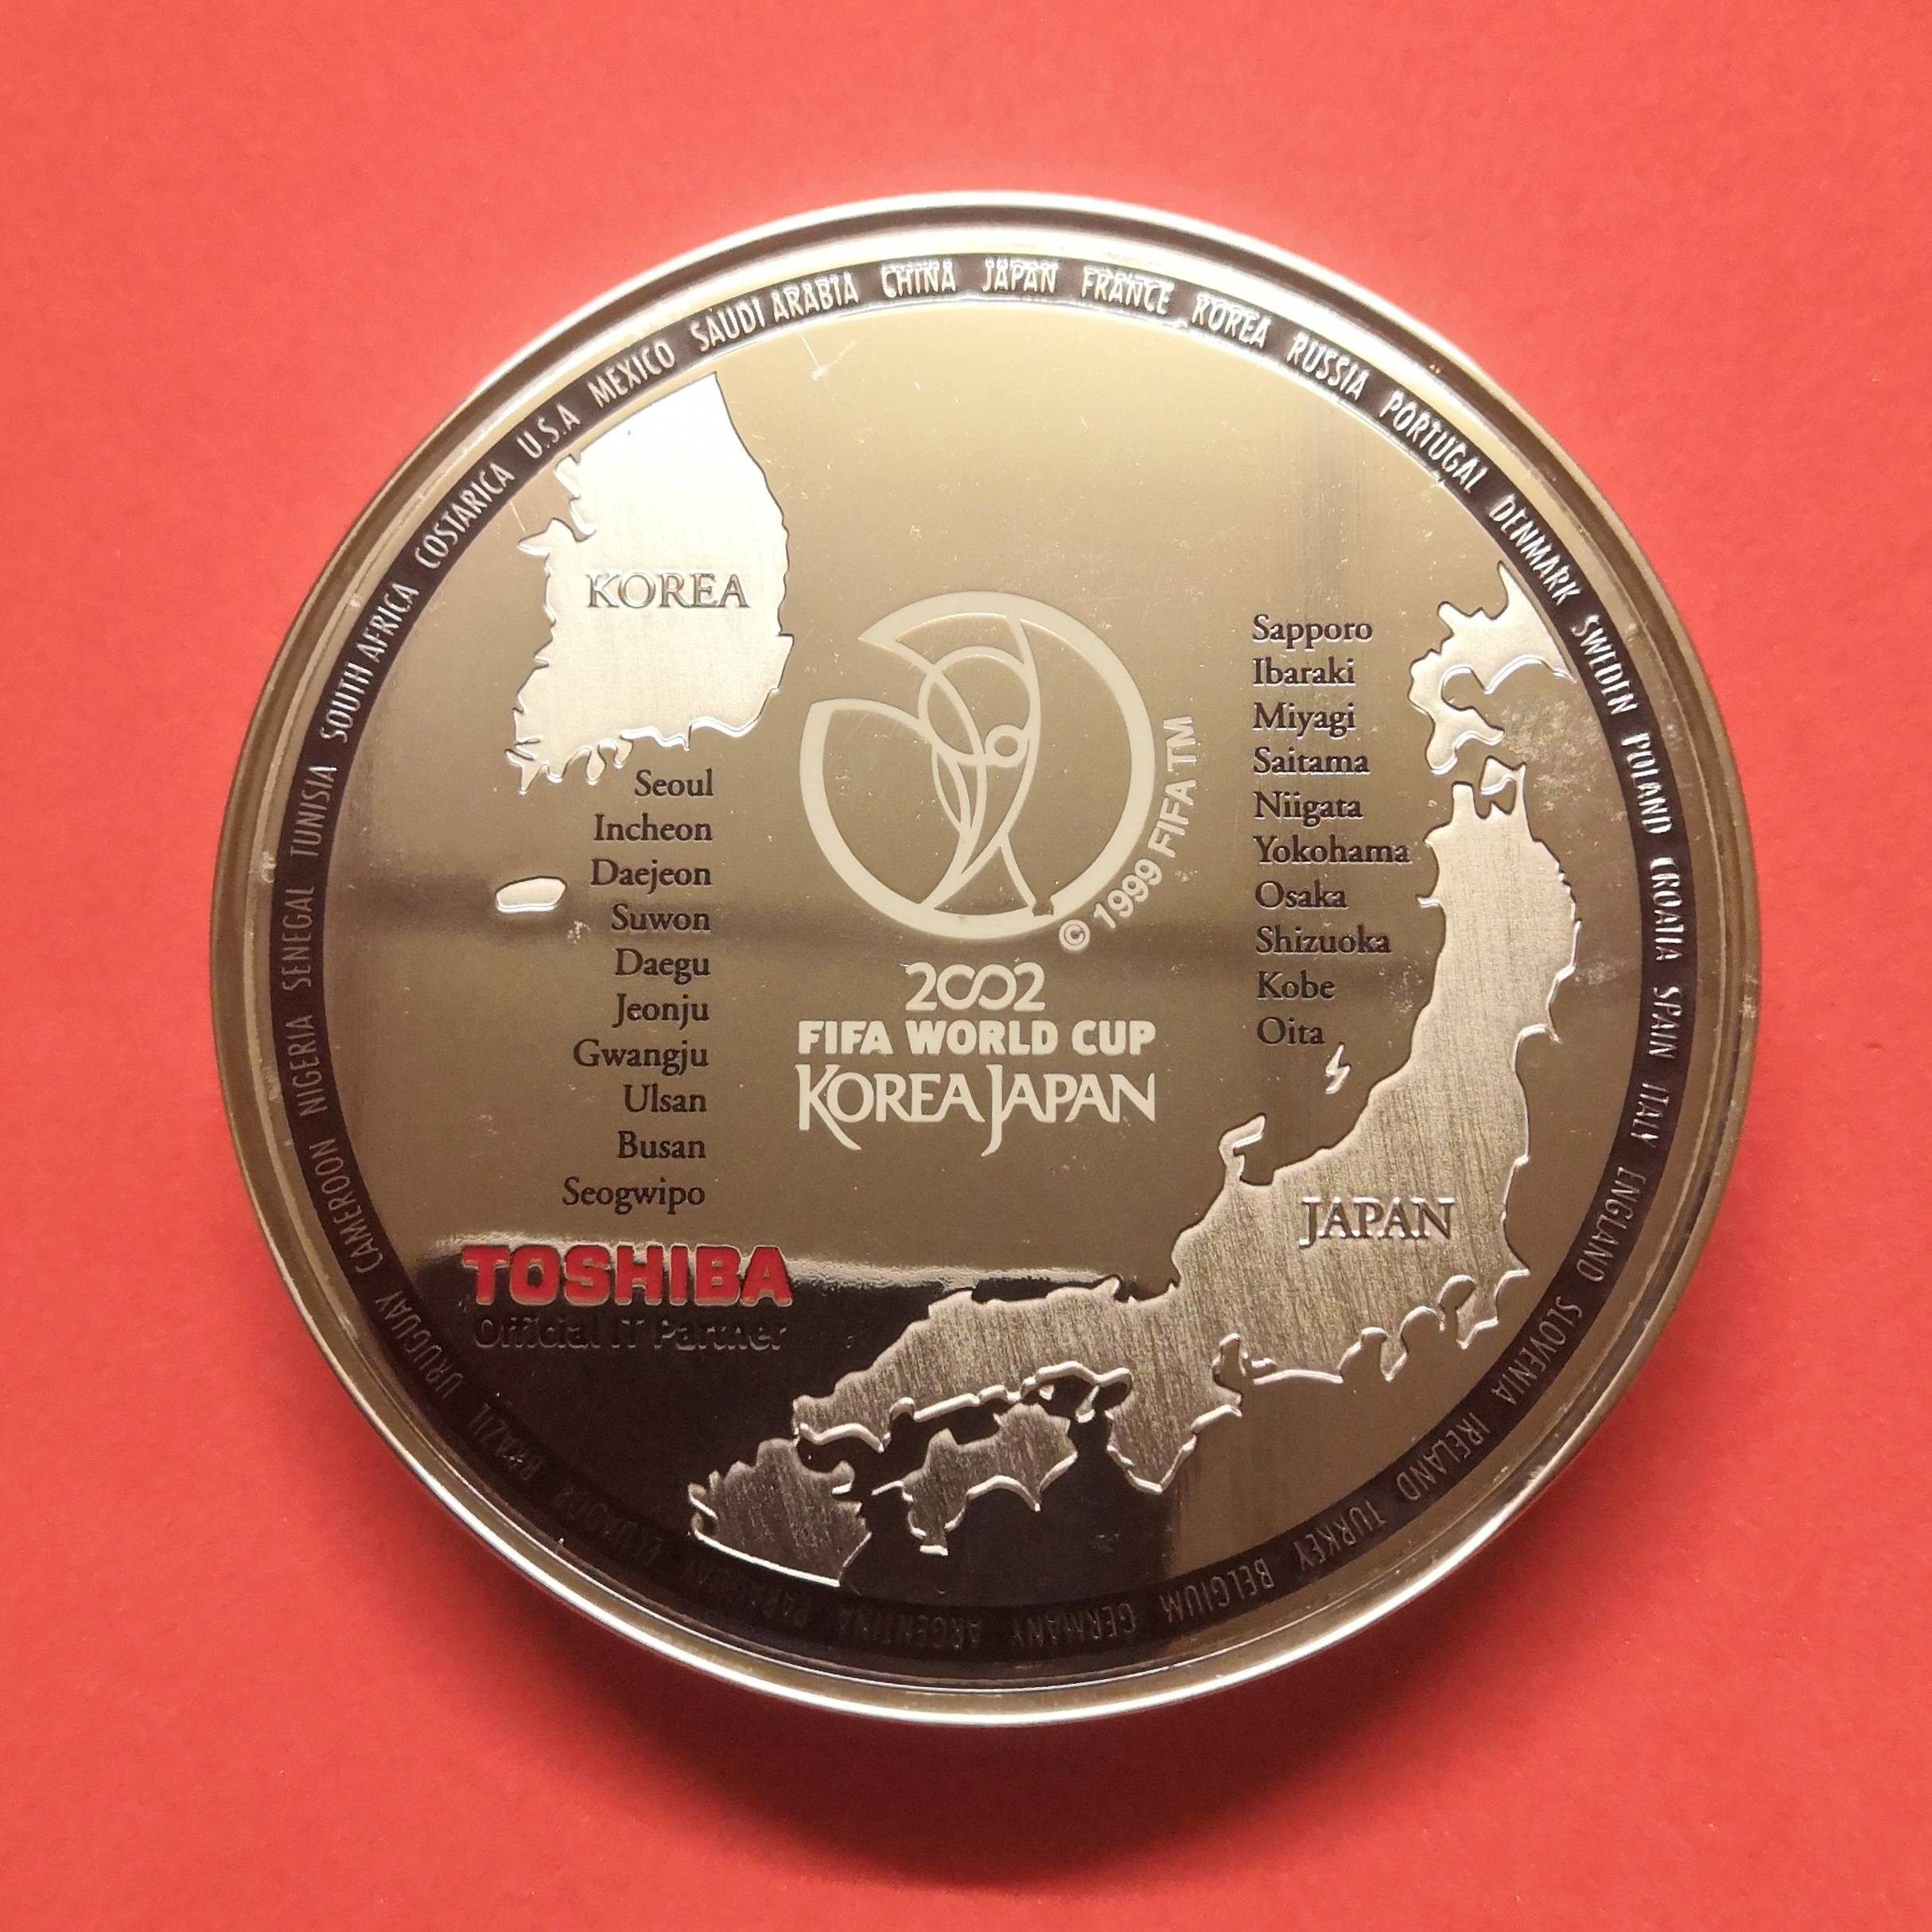 JAPAN FRANCE KOREA RUSSIA PORTUGAL DENMARK SWEDEN POLAND CROATIA SPAIN ITALY ENGLAND SLOVENIA IRELAND TURKEY BELGIUM GERMANY ARGENTINA PARAGUAY ECUADOR BRAZIL URUGUAY CAMEROON NIGERIA SENEGAL TUNISIA SOUTH AFRICA COSTARICA U.S.A MEXICO SAUDI ARABIA CHINA
KOREA
Seoul
Incheon
Daejeon
Suwon
Daegu
Jeonju
Gwangju
Ulsan
Busan
Seogwipo
© 1999 FIFA TM
2002
FIFA WORLD CUP
KOREA JAPAN
Sapporo
Ibaraki
Miyagi
Saitama
Niigata
Yokohama
Osaka
Shizuoka
Kobe
Oita
JAPAN
TOSHIBA
Official IT Partner